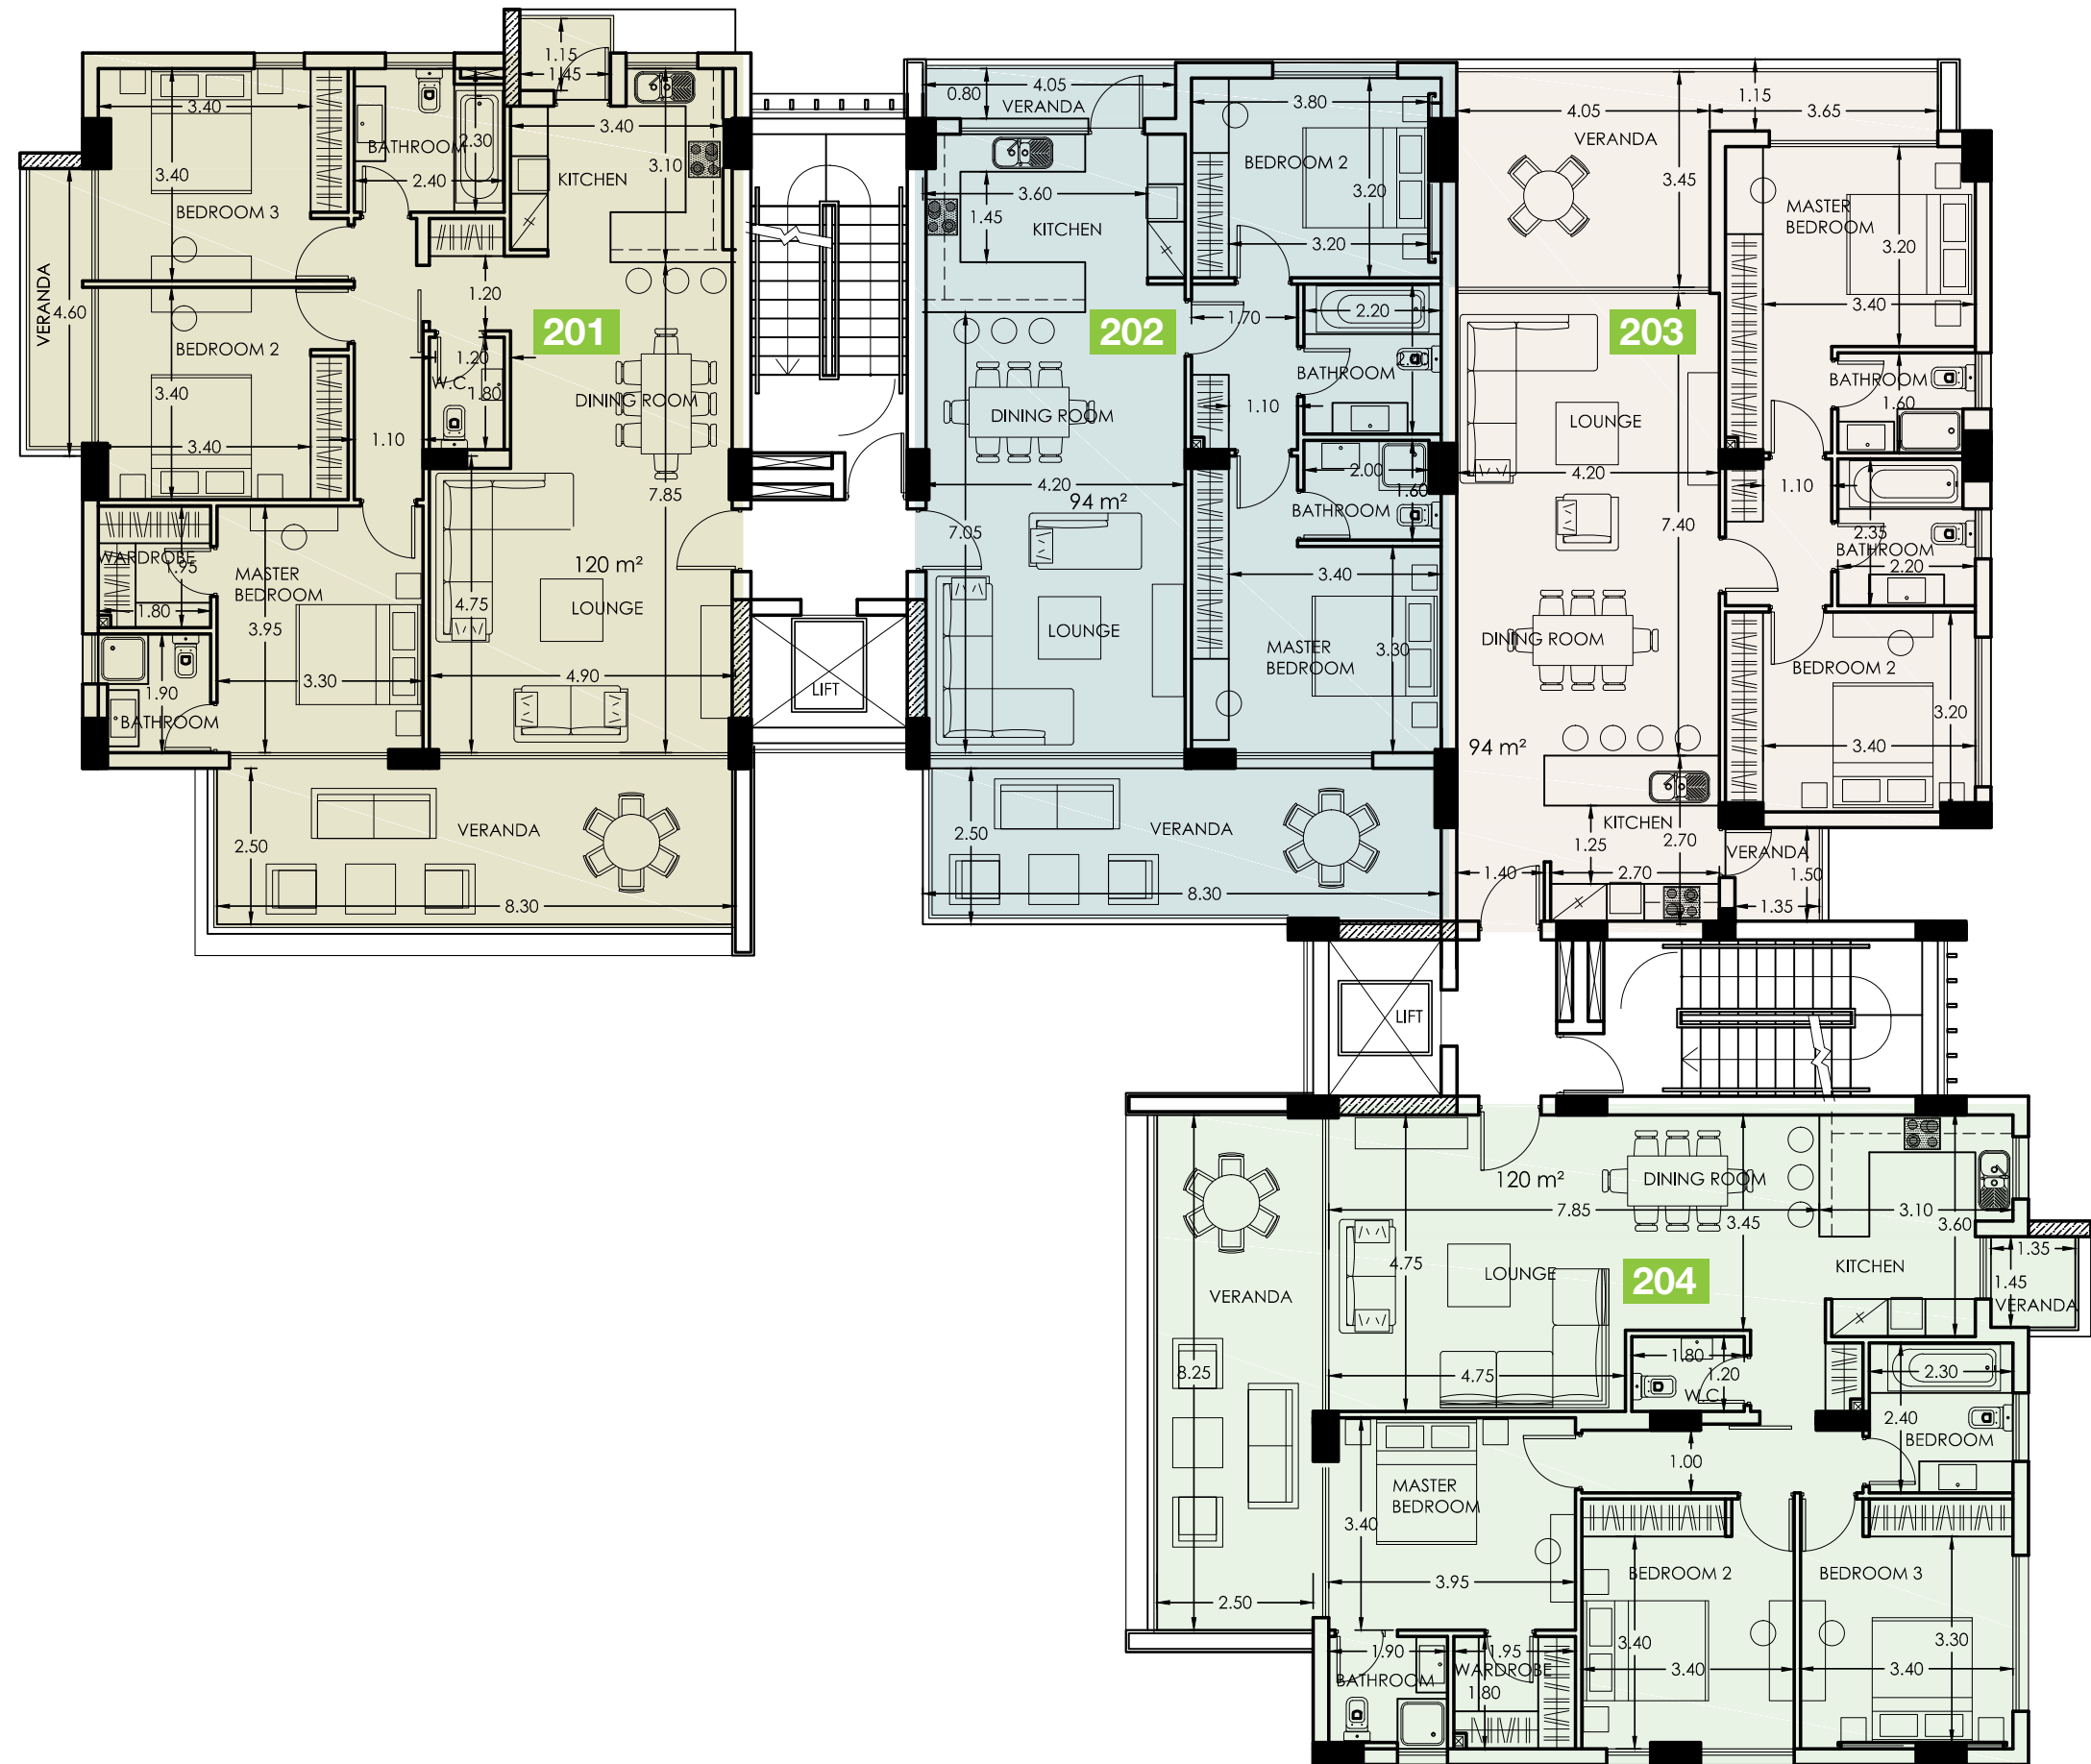 1.15
1.45
3.40
3.40
BEDROOM 3
BATHROOM
2.30
2.40
3.40
3.10
KITCHEN
VERANDA
4.60
1.20
201
BEDROOM 2
3.40
3.40
1.10
1.20
W.C.
1.80
DINING ROOM
7.85
WARDROBE
1.95
1.80
MASTER
BEDROOM
3.95
3.30
1.90
BATHROOM
120 m²
LOUNGE
4.75
4.90
LIFT
2.50
VERANDA
8.30
0.80
4.05
VERANDA
3.60
1.45
KITCHEN
3.80
BEDROOM 2
3.20
3.20
202
1.70
2.20
BATHROOM
1.10
DINING ROOM
4.20
94 m²
7.05
2.00
1.60
BATHROOM
3.40
LOUNGE
MASTER
BEDROOM
3.30
2.50
VERANDA
8.30
4.05
1.15
3.65
VERANDA
3.45
MASTER
BEDROOM
3.20
3.40
203
BATHROOM
1.60
LOUNGE
4.20
1.10
7.40
2.35
BATHROOM
2.20
DINING ROOM
BEDROOM 2
3.20
3.40
94 m²
KITCHEN
1.25
2.70
VERANDA
1.50
1.40
2.70
1.35
LIFT
120 m²
DINING ROOM
7.85
3.45
3.10
3.60
4.75
LOUNGE
204
KITCHEN
1.35
1.45
VERANDA
VERANDA
8.25
4.75
1.80
1.20
W.C.
2.30
2.40
BEDROOM
1.00
MASTER
BEDROOM
3.40
3.95
2.50
BEDROOM 2
BEDROOM 3
3.40
3.40
3.30
3.40
1.90
BATHROOM
1.95
WARDROBE
1.80